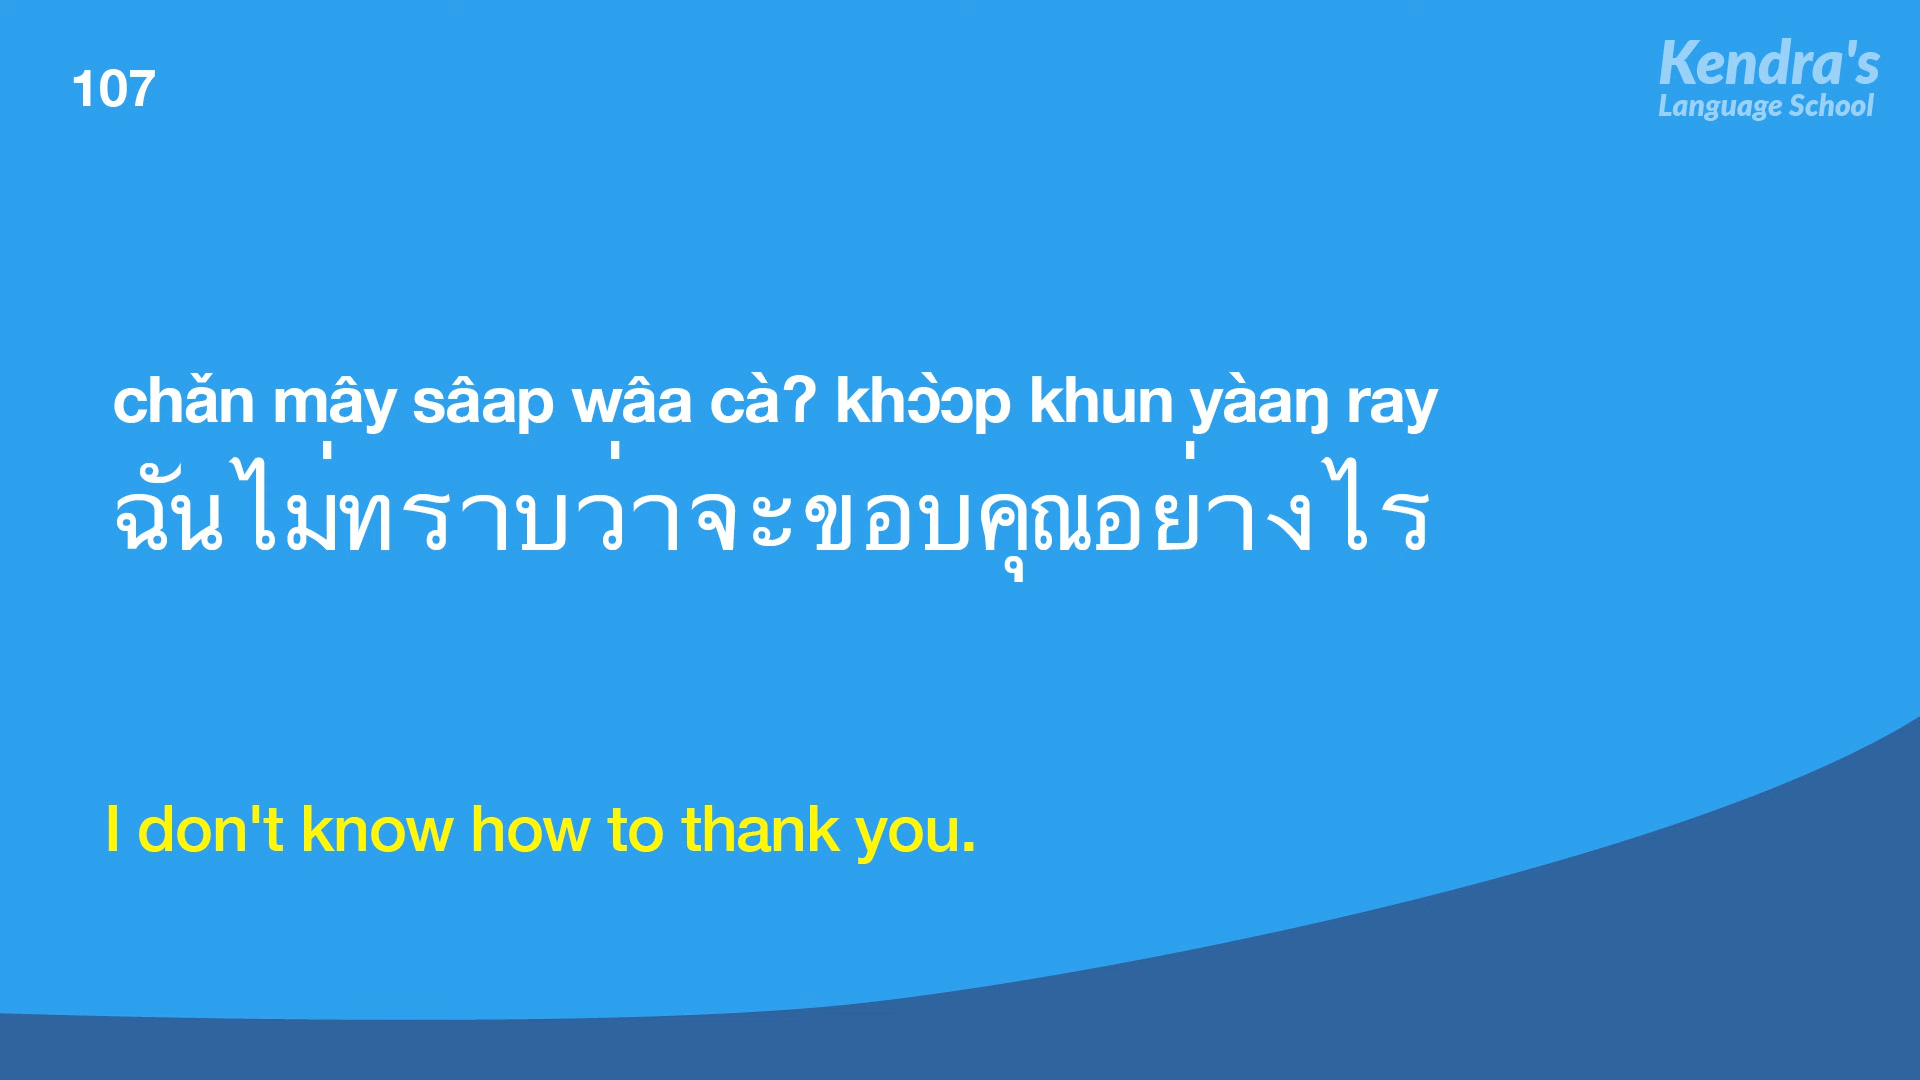 107
Kendra's
Language School
chǎn mây sâap wâa càʔ khɔ̀ɔp khun yàaŋ ray
ฉันไม่ทราบว่าจะขอบคุณอย่างไร
I don't know how to thank you.